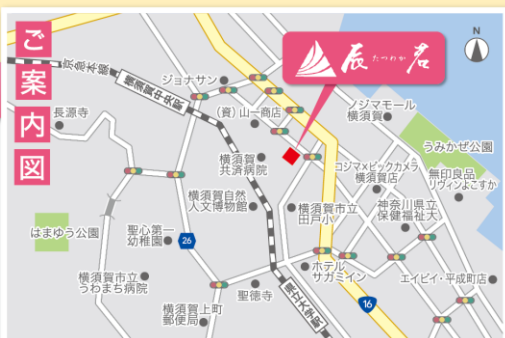 ご案内図
N
京急本線
ジョナサン
辰君
たつわか
長源寺
横須賀中央駅
(資)山一商店
ノジマモール
横須賀
うみかぜ公園
横須賀
共済病院
コジマ×ビックカメラ
横須賀店
無印良品
リヴィンよこすか
横須賀自然
人文博物館
横須賀市立
田戸小
神奈川県立
保健福祉大
はまゆう公園
聖心第一
幼稚園
26
ホテル
サガミイン
横須賀市立
うわまち病院
聖徳寺
県立大学駅
エイビイ・平成町店
16
横須賀上町
郵便局